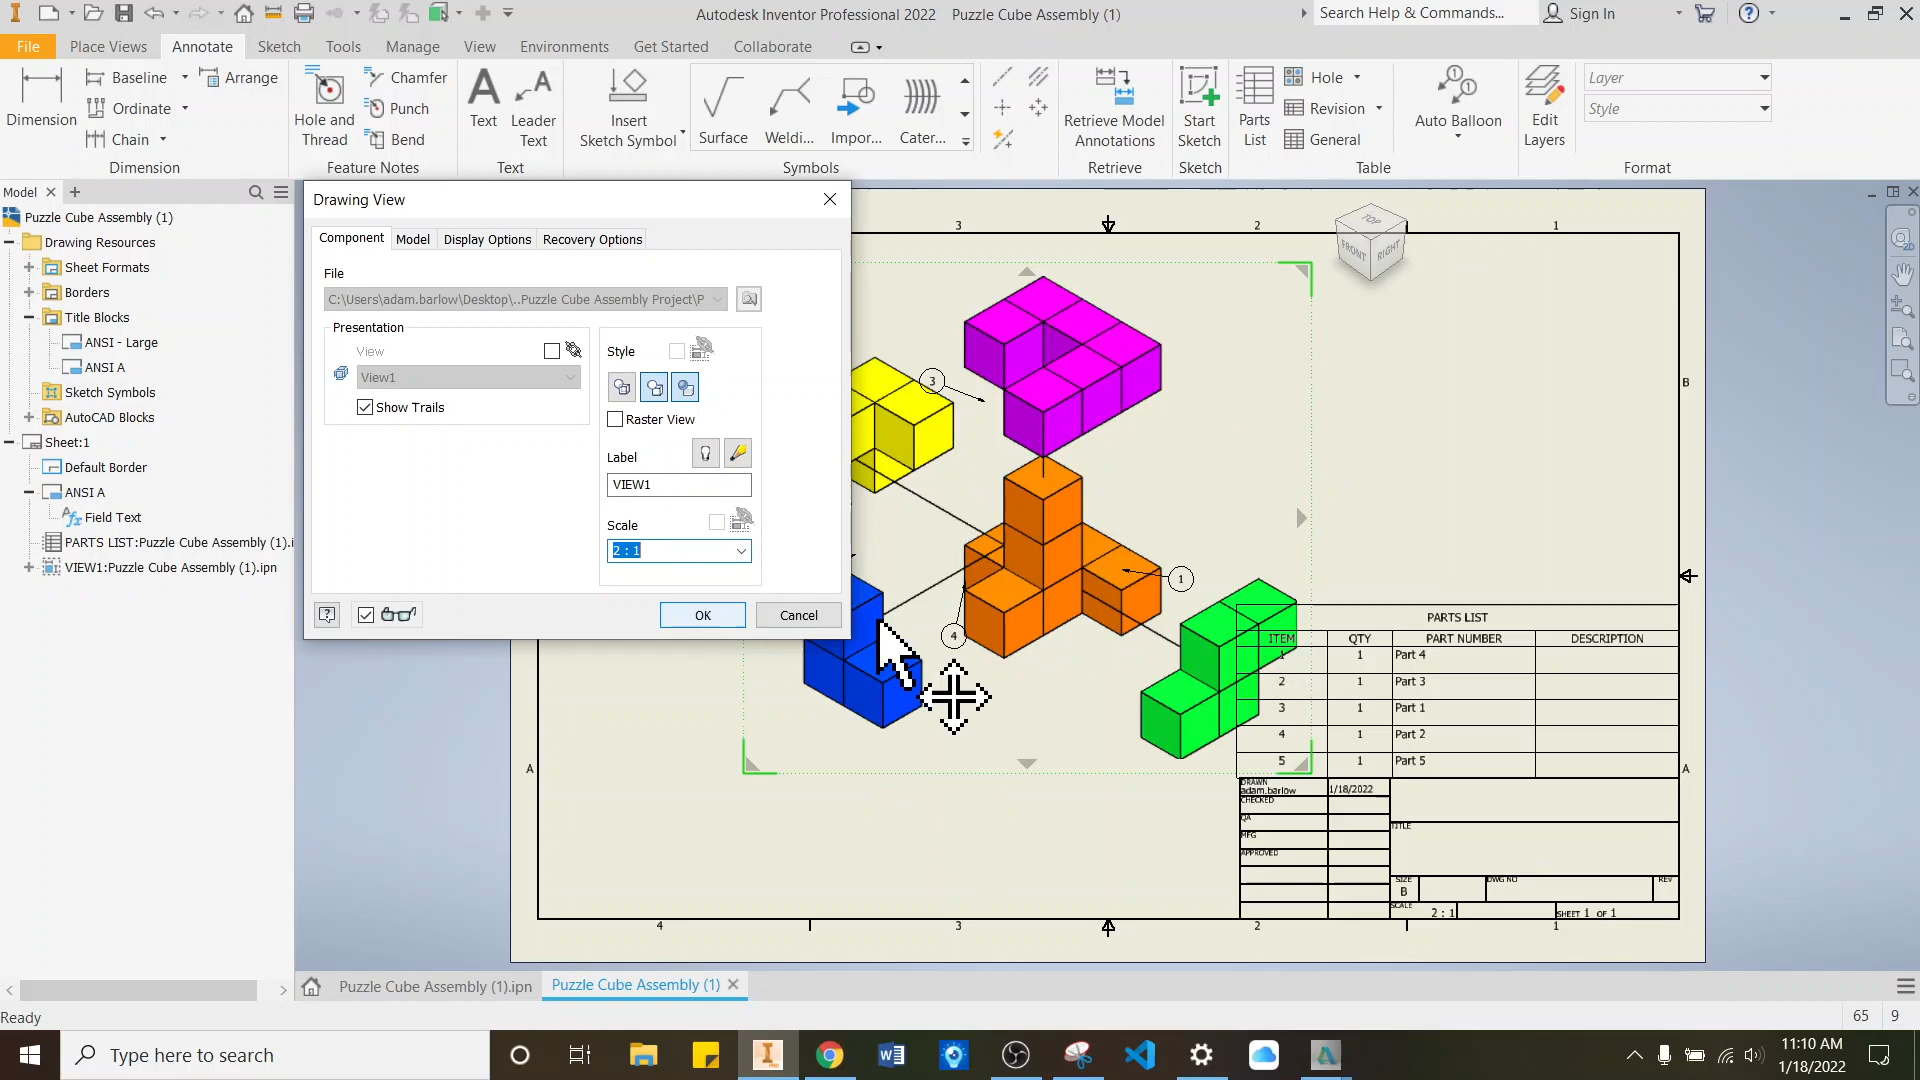 Autodesk Inventor Professional 2022 Puzzle Cube Assembly (1)
Search Help & Commands...
Sign In
File Place Views Annotate Sketch Tools Manage View Environments Get Started Collaborate
Dimension
Baseline
Arrange
Ordinate
Chain
Dimension
Hole and Thread
Chamfer
Punch
Bend
Feature Notes
Text
Leader Text
Text
Insert Sketch Symbol
Surface
Weldi...
Impor...
Cater...
Symbols
Retrieve Model Annotations
Retrieve
Start Sketch
Sketch
Parts List
Hole
Revision
General
Auto Balloon
Table
Edit Layers
Layer
Style
Format
Model
Puzzle Cube Assembly (1)
Drawing Resources
Sheet Formats
Borders
Title Blocks
ANSI - Large
ANSI A
Sketch Symbols
AutoCAD Blocks
Sheet:1
Default Border
ANSI A
Field Text
PARTS LIST:Puzzle Cube Assembly (1).i
VIEW1:Puzzle Cube Assembly (1).ipn
Drawing View
Component Model Display Options Recovery Options
File
C:\Users\adam.barlow\Desktop\..Puzzle Cube Assembly Project\P
Presentation
View
View1
Show Trails
Style
Raster View
Label
VIEW1
Scale
2 : 1
OK Cancel
3 2 1
TOP
FRONT RIGHT
B
3
1
4
PARTS LIST
ITEM QTY PART NUMBER DESCRIPTION
1 1 Part 4
2 1 Part 3
3 1 Part 1
4 1 Part 2
5 1 Part 5
A A
DRAWN
adam.barlow 1/18/2022
CHECKED
QA
MFG
APPROVED
TITLE
SIZE
B
DWG NO
REV
SCALE
2 : 1
SHEET 1 OF 1
4 3 2 1
Puzzle Cube Assembly (1).ipn Puzzle Cube Assembly (1)
Ready
65 9
Type here to search
11:10 AM
1/18/2022